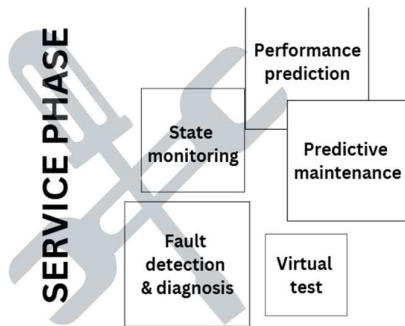 SERVICE PHASE
Performance
prediction
State
monitoring
Predictive
maintenance
Fault
detection
& diagnosis
Virtual
test